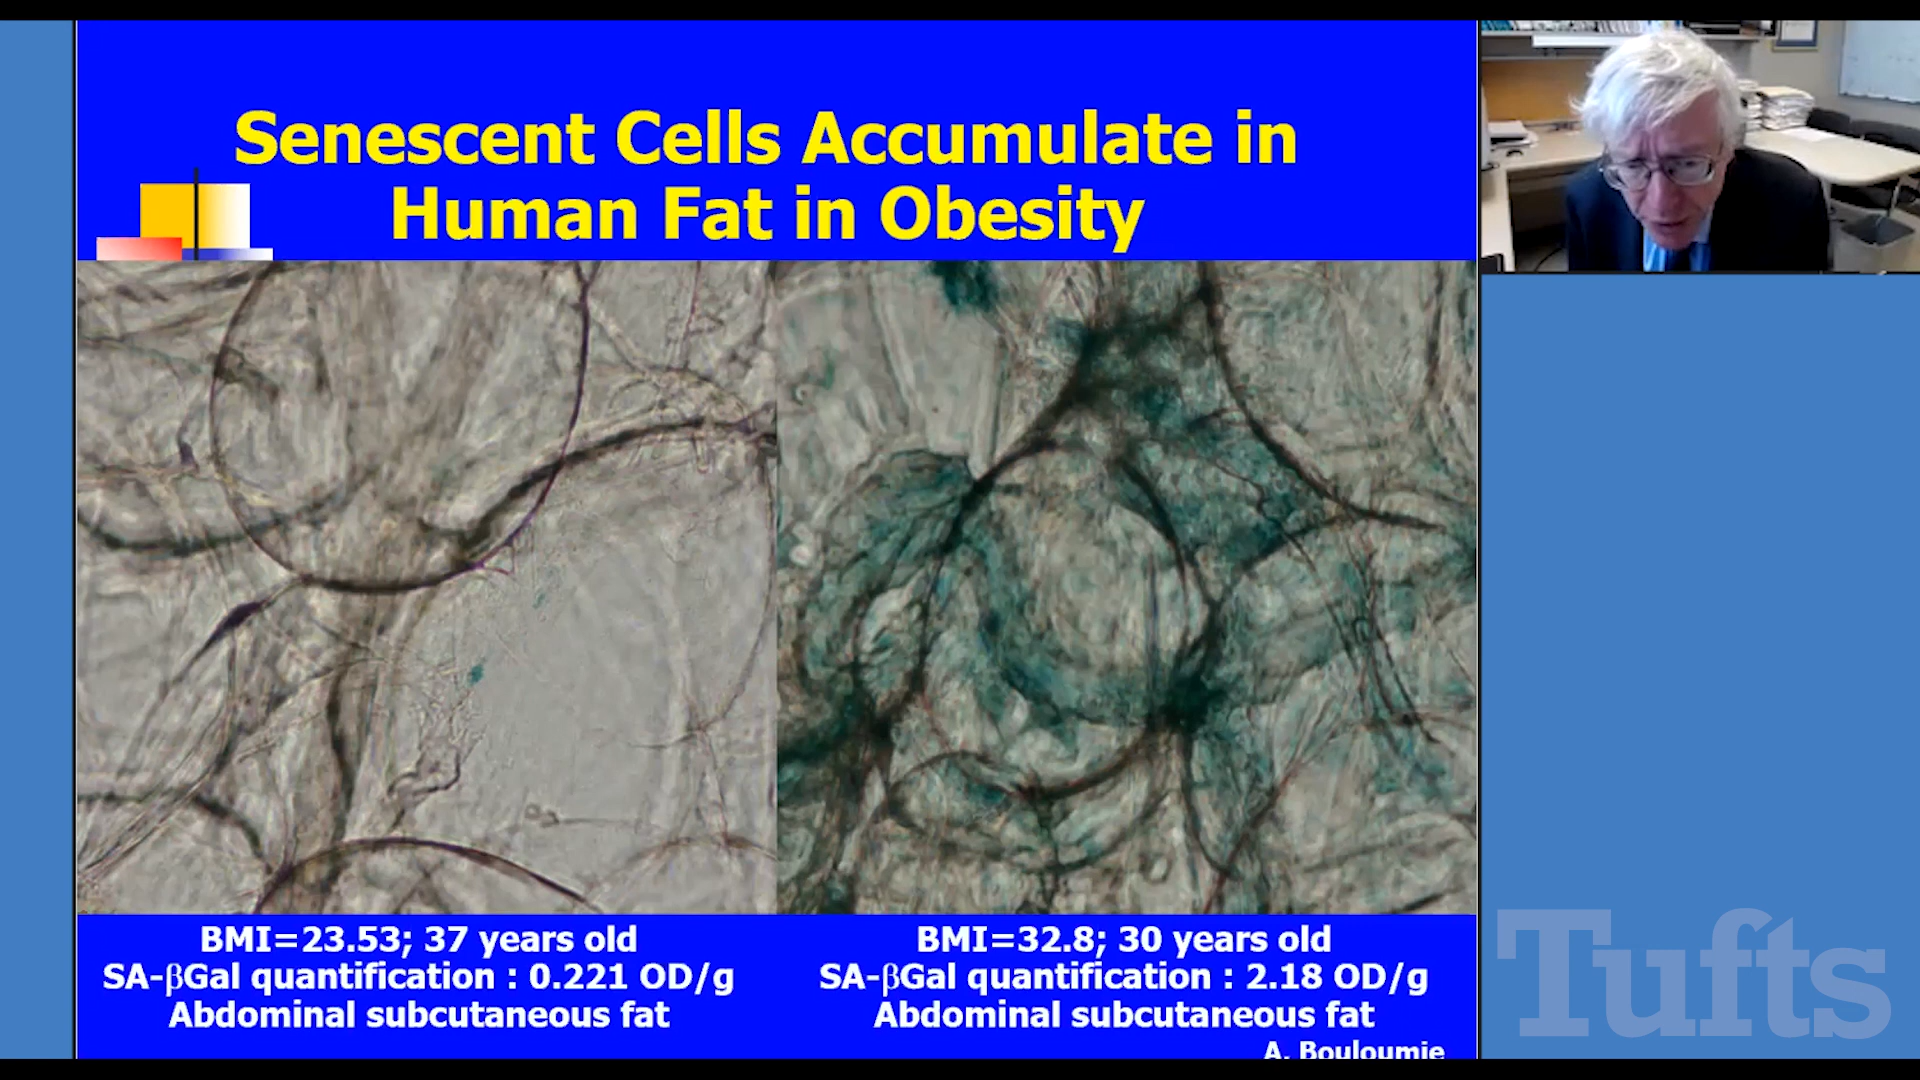 Senescent Cells Accumulate in
Human Fat in Obesity
BMI=23.53; 37 years old
SA-βGal quantification : 0.221 OD/g
Abdominal subcutaneous fat
BMI=32.8; 30 years old
SA-βGal quantification : 2.18 OD/g
Abdominal subcutaneous fat
A. Bouloumie
Tufts